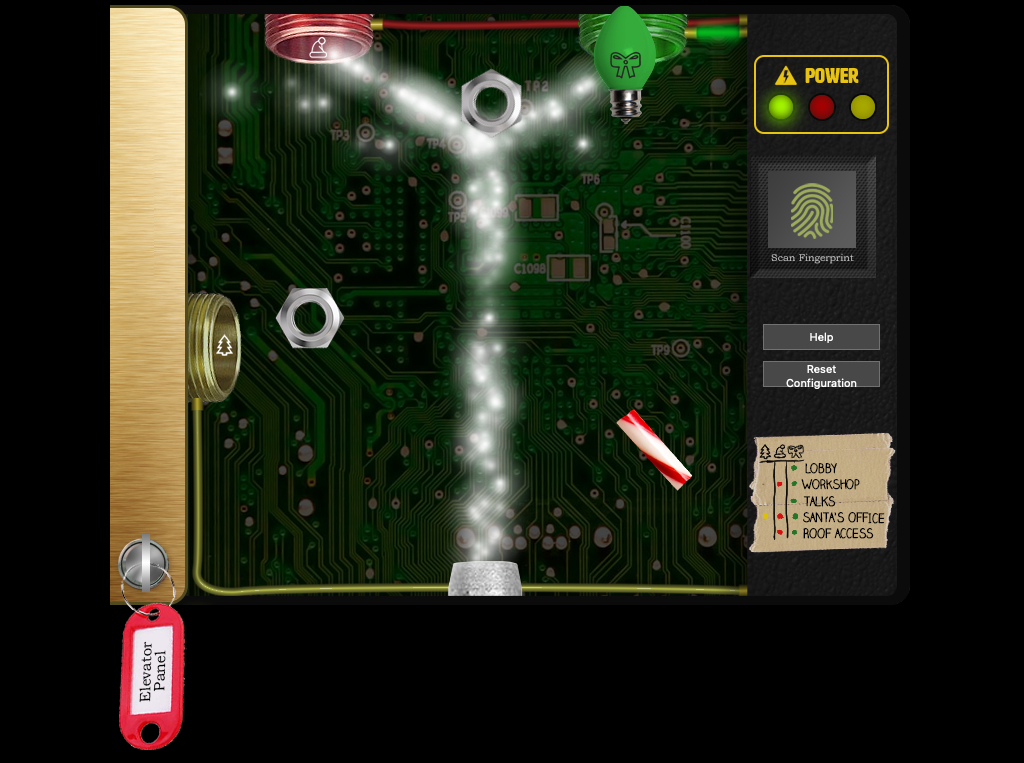 TP2
TP3
TP4
TP5
TP6
C1098
TP9
POWER
Scan Fingerprint
Help
Reset
Configuration
LOBBY
WORKSHOP
TALKS
SANTA'S OFFICE
ROOF ACCESS
Elevator
Panel